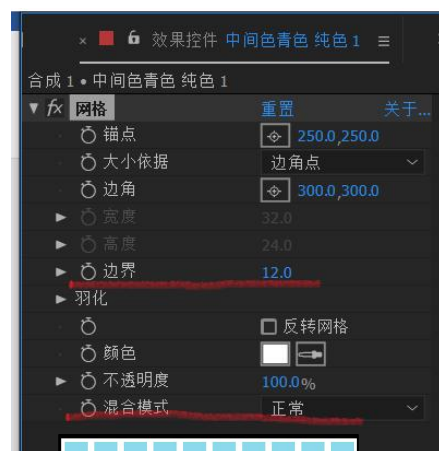 效果控件 中间色青色 纯色 1
合成 1 • 中间色青色 纯色 1
fx 网格 重置 关于...
锚点 250.0,250.0
大小依据 边角点
边角 300.0,300.0
宽度 32.0
高度 24.0
边界 12.0
羽化
反转网格
颜色
不透明度 100.0%
混合模式 正常